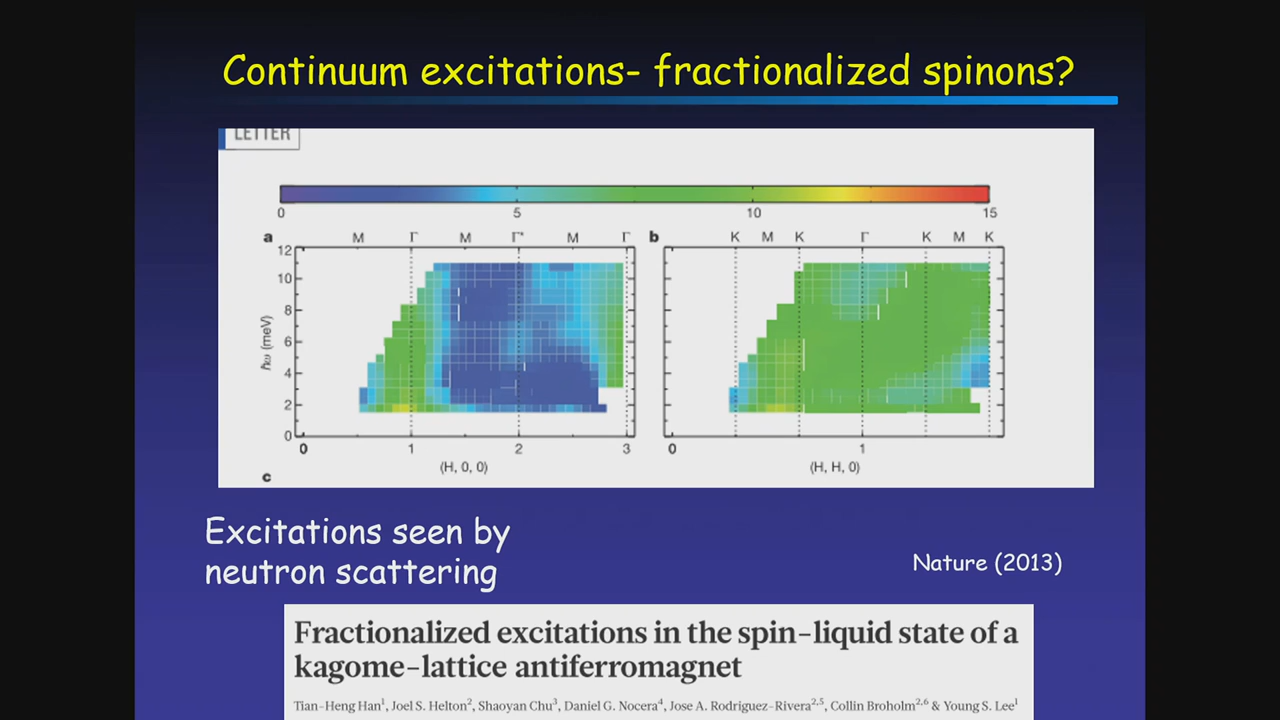 Continuum excitations- fractionalized spinons?
LETTER
0 5 10 15
a M Γ M Γ* M Γ
b K M K Γ K M K
12
10
8
6
4
2
0
ħω (meV)
0 1 2 3
(H, 0, 0)
0 1
(H, H, 0)
c
Excitations seen by
neutron scattering
Nature (2013)
Fractionalized excitations in the spin-liquid state of a
kagome-lattice antiferromagnet
Tian-Heng Han¹, Joel S. Helton², Shaoyan Chu³, Daniel G. Nocera⁴, Jose A. Rodriguez-Rivera²,⁵, Collin Broholm²,⁶ & Young S. Lee¹